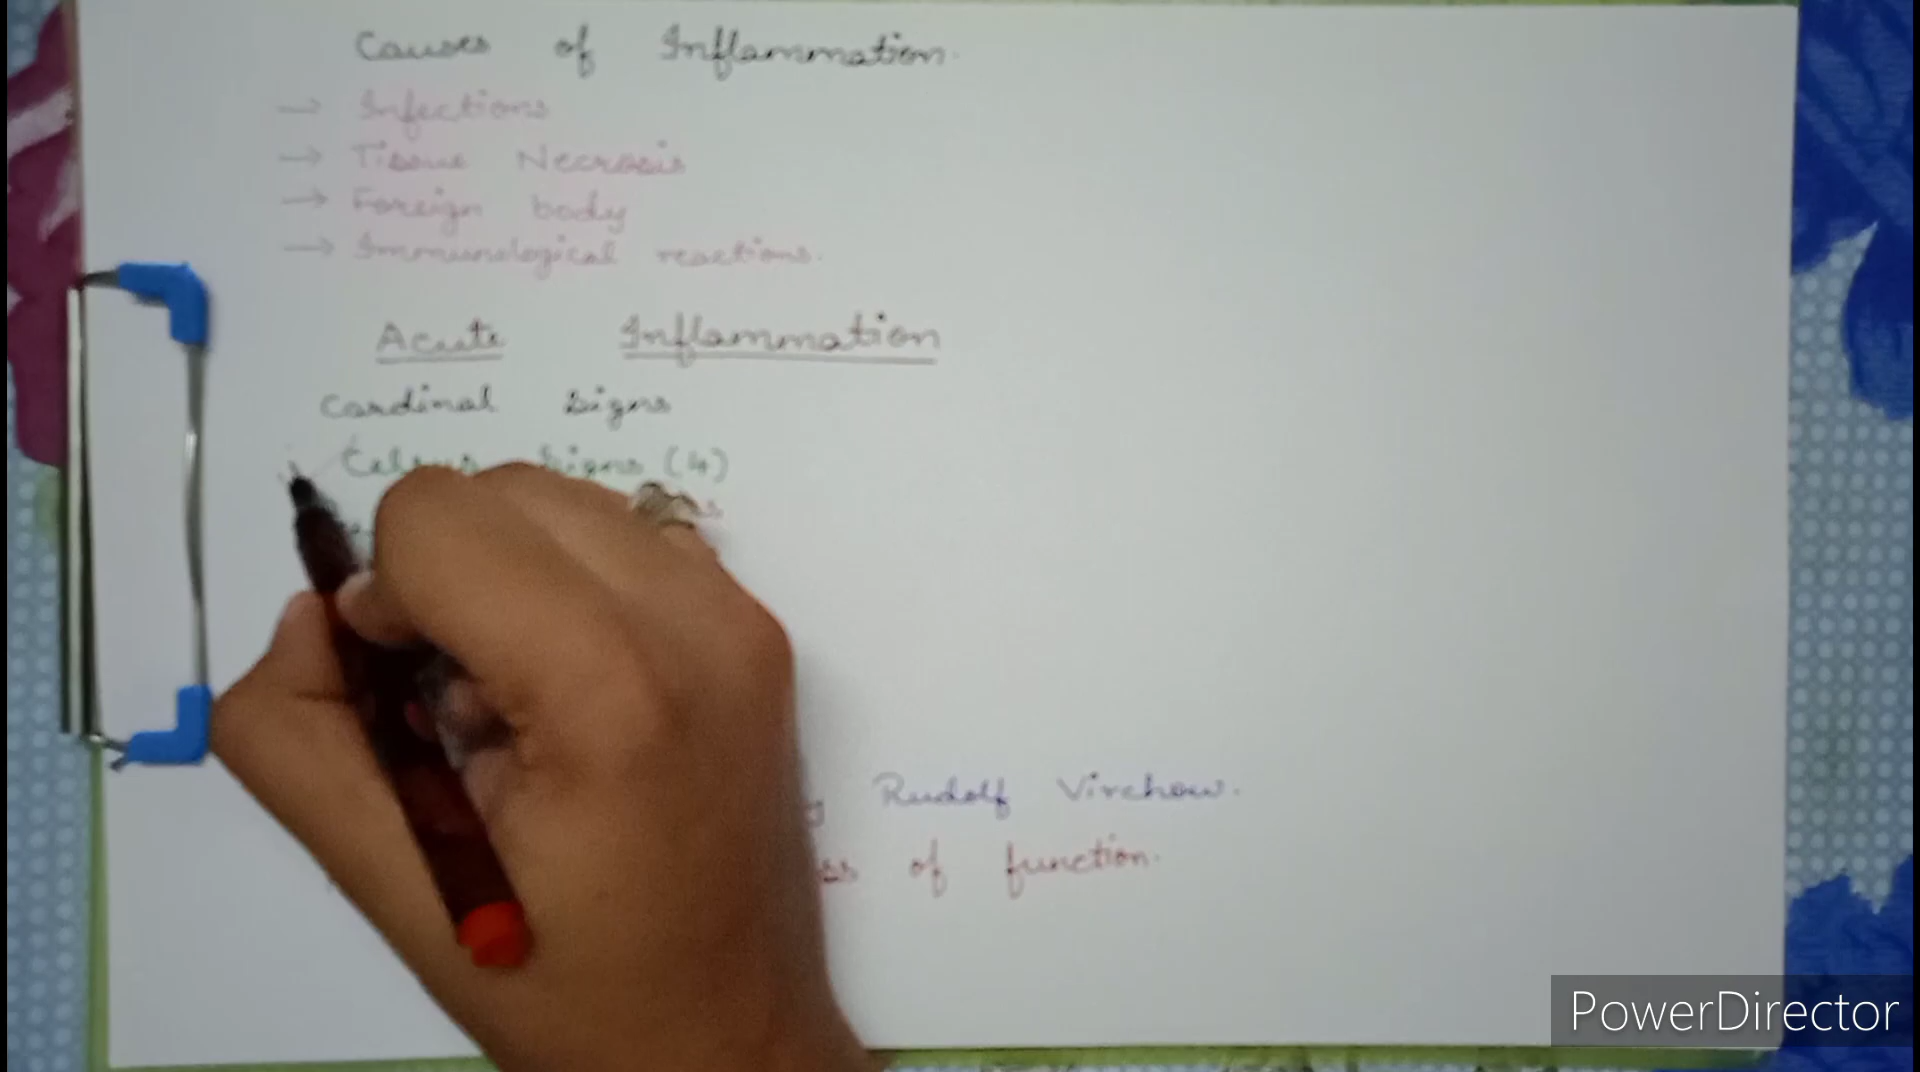 Causes of Inflammation.
→ Infections
→ Tissue Necrosis
→ Foreign body
→ Immunological reactions.
Acute Inflammation
Cardinal Signs
Celsus Signs (4)
Rudolf Virchow.
of function.
PowerDirector